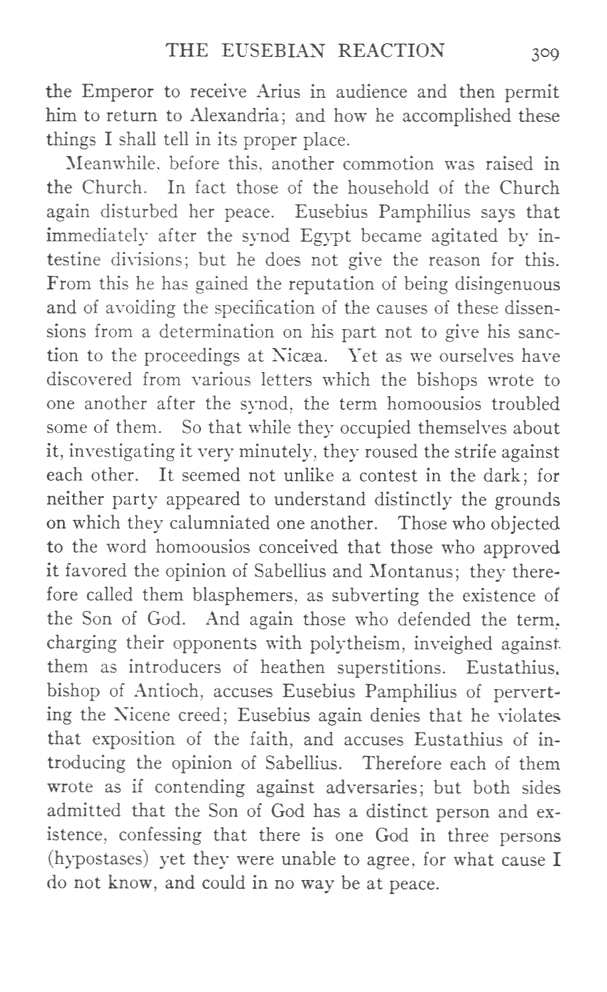 THE EUSEBIAN REACTION 309
the Emperor to receive Arius in audience and then permit
him to return to Alexandria; and how he accomplished these
things I shall tell in its proper place.
Meanwhile, before this, another commotion was raised in
the Church. In fact those of the household of the Church
again disturbed her peace. Eusebius Pamphilius says that
immediately after the synod Egypt became agitated by in-
testine divisions; but he does not give the reason for this.
From this he has gained the reputation of being disingenuous
and of avoiding the specification of the causes of these dissen-
sions from a determination on his part not to give his sanc-
tion to the proceedings at Nicæa. Yet as we ourselves have
discovered from various letters which the bishops wrote to
one another after the synod, the term homoousios troubled
some of them. So that while they occupied themselves about
it, investigating it very minutely, they roused the strife against
each other. It seemed not unlike a contest in the dark; for
neither party appeared to understand distinctly the grounds
on which they calumniated one another. Those who objected
to the word homoousios conceived that those who approved
it favored the opinion of Sabellius and Montanus; they there-
fore called them blasphemers, as subverting the existence of
the Son of God. And again those who defended the term,
charging their opponents with polytheism, inveighed against
them as introducers of heathen superstitions. Eustathius,
bishop of Antioch, accuses Eusebius Pamphilius of pervert-
ing the Nicene creed; Eusebius again denies that he violates
that exposition of the faith, and accuses Eustathius of in-
troducing the opinion of Sabellius. Therefore each of them
wrote as if contending against adversaries; but both sides
admitted that the Son of God has a distinct person and ex-
istence, confessing that there is one God in three persons
(hypostases) yet they were unable to agree, for what cause I
do not know, and could in no way be at peace.